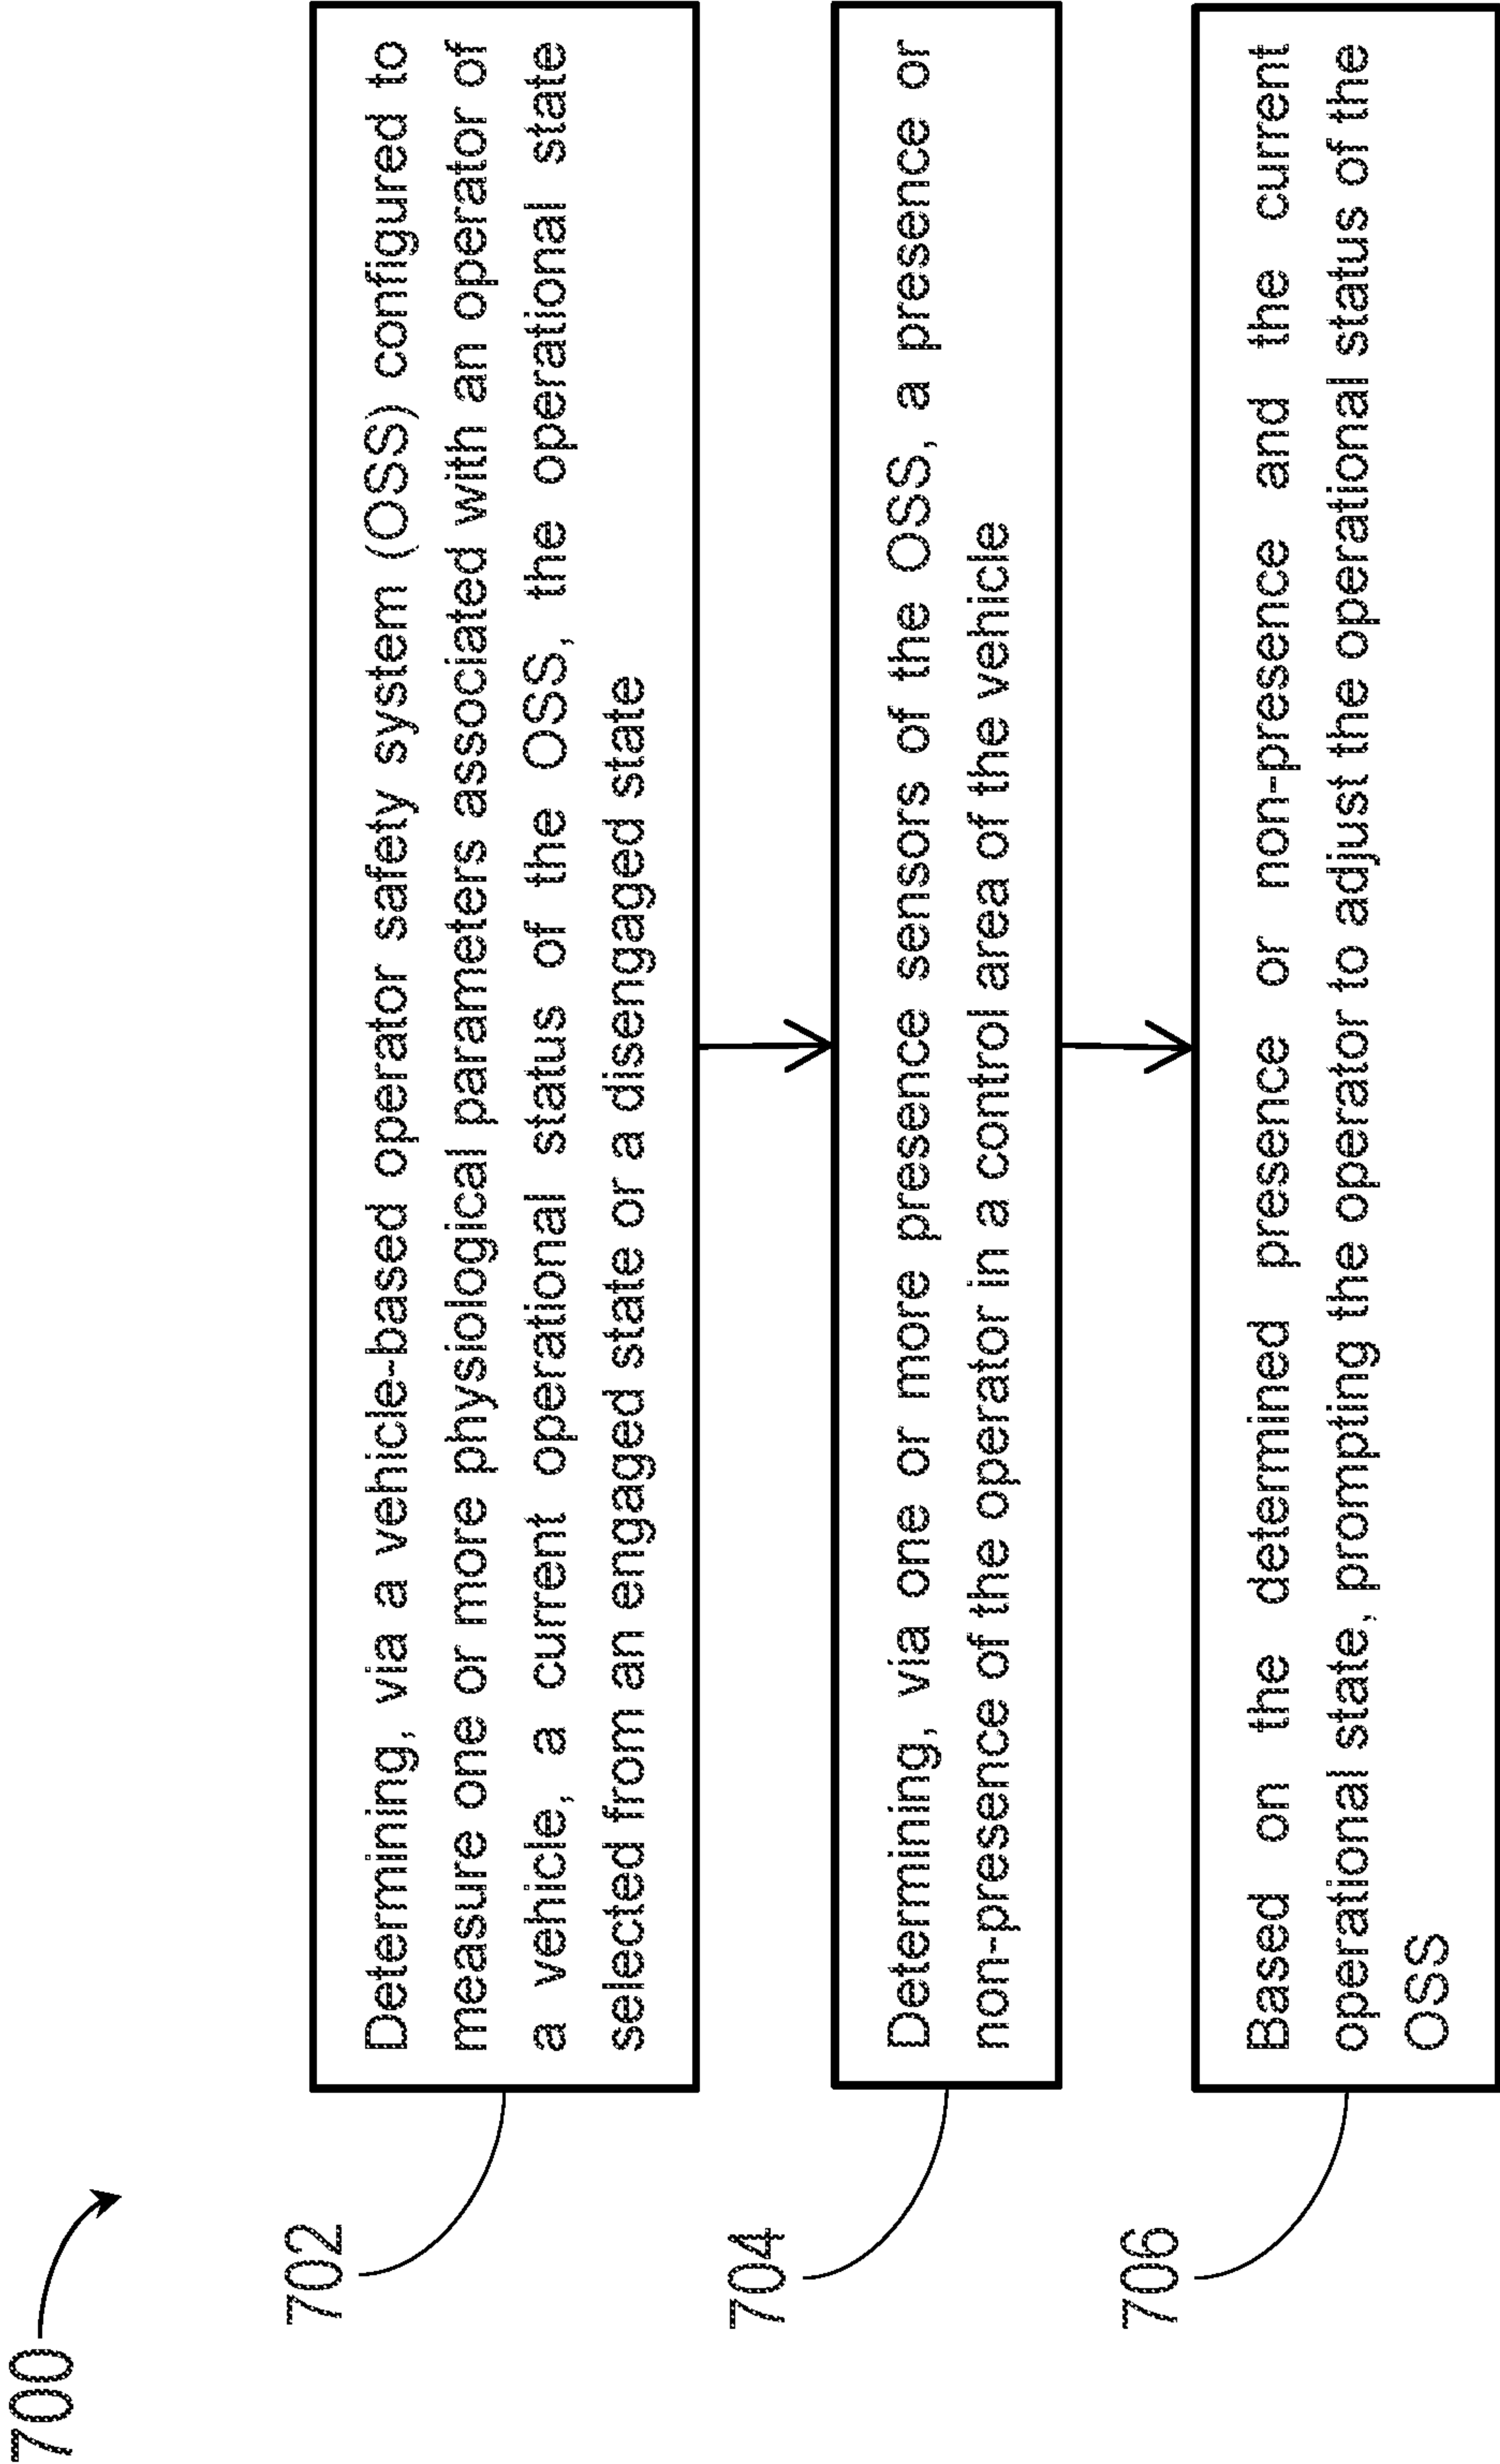 700
702
Determining, via a vehicle-based operator safety system (OSS) configured to
measure one or more physiological parameters associated with an operator of
a vehicle, a current operational status of the OSS, the operational state
selected from an engaged state or a disengaged state
704
Determining, via one or more presence sensors of the OSS, a presence or
non-presence of the operator in a control area of the vehicle
706
Based on the determined presence or non-presence and the current
operational state, prompting the operator to adjust the operational status of the
OSS